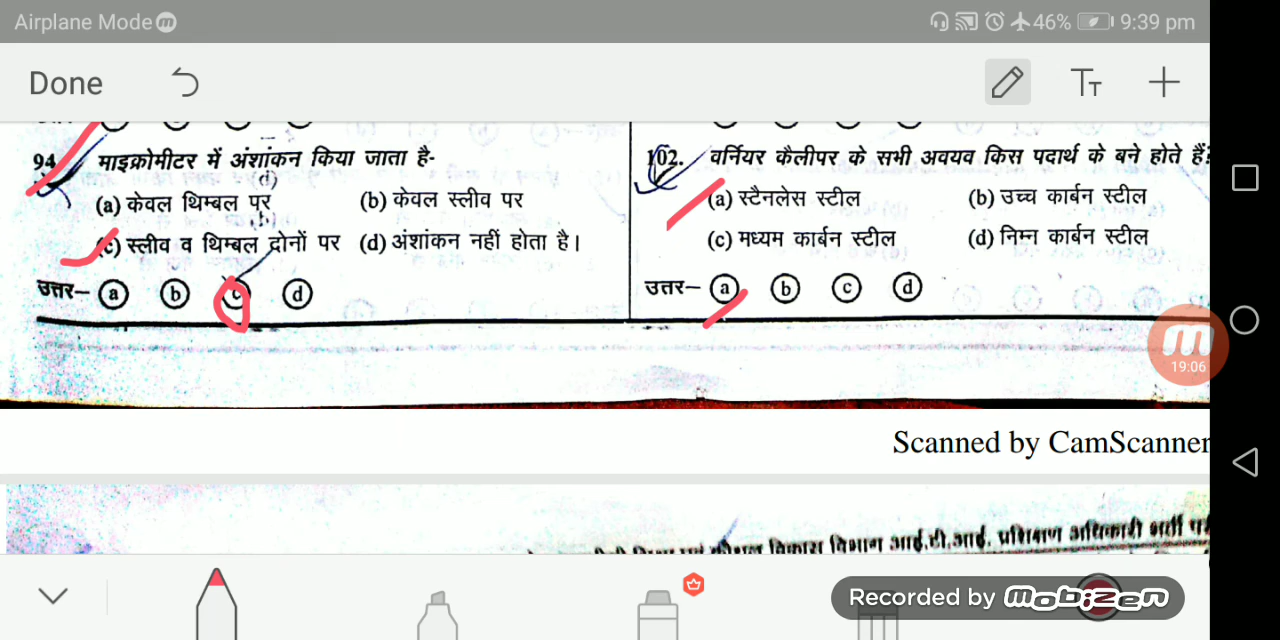 Airplane Mode
46% 9:39 pm
Done
94. माइक्रोमीटर में अंशांकन किया जाता है-
(d)
(a) केवल थिम्बल पर (b) केवल स्लीव पर
(c) स्लीव व थिम्बल दोनों पर (d) अंशांकन नहीं होता है।
उत्तर– a b c d
102. वर्नियर कैलीपर के सभी अवयव किस पदार्थ के बने होते हैं?
(a) स्टैनलेस स्टील (b) उच्च कार्बन स्टील
(c) मध्यम कार्बन स्टील (d) निम्न कार्बन स्टील
उत्तर– a b c d
19:06
Scanned by CamScanner
विकास विभाग आई.टी.आई. प्रशिक्षण अधिकारी भर्ती
Recorded by mobizen